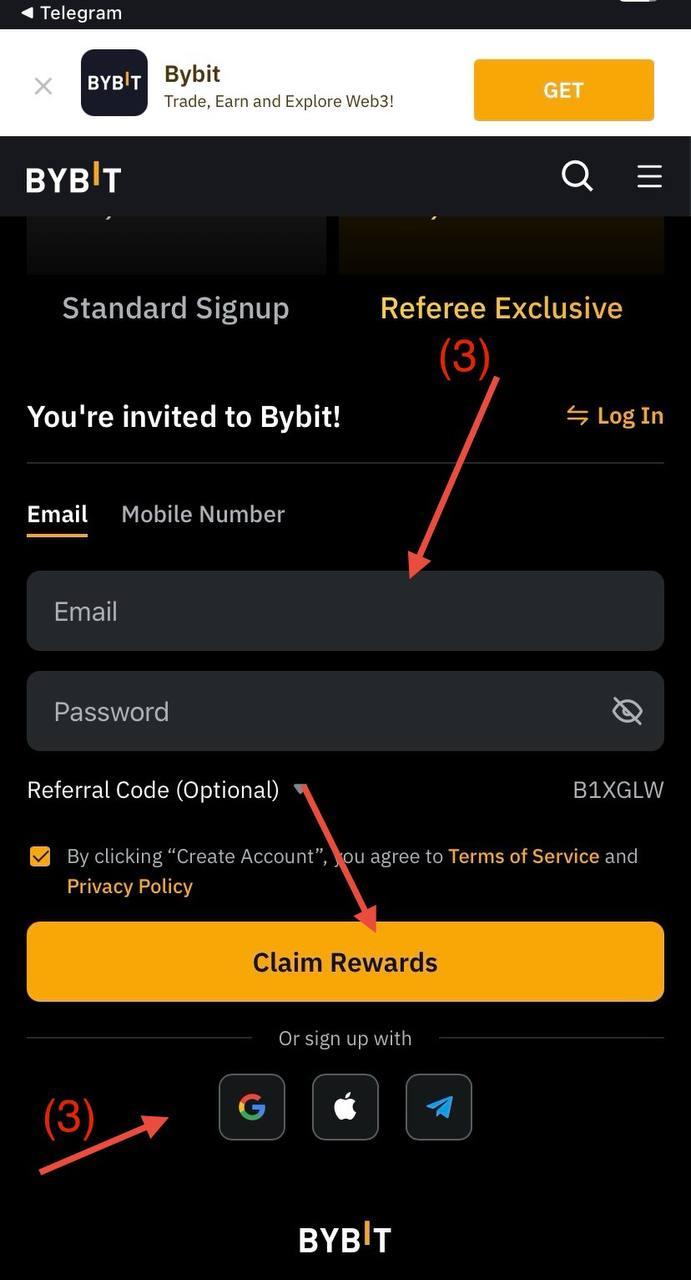 ◀ Telegram
BYBIT
Bybit
Trade, Earn and Explore Web3!
GET
BYBIT
Standard Signup
Referee Exclusive
(3)
You're invited to Bybit!
Log In
Email
Mobile Number
Email
Password
Referral Code (Optional)
B1XGLW
By clicking “Create Account”, you agree to Terms of Service and
Privacy Policy
Claim Rewards
Or sign up with
(3)
BYBIT